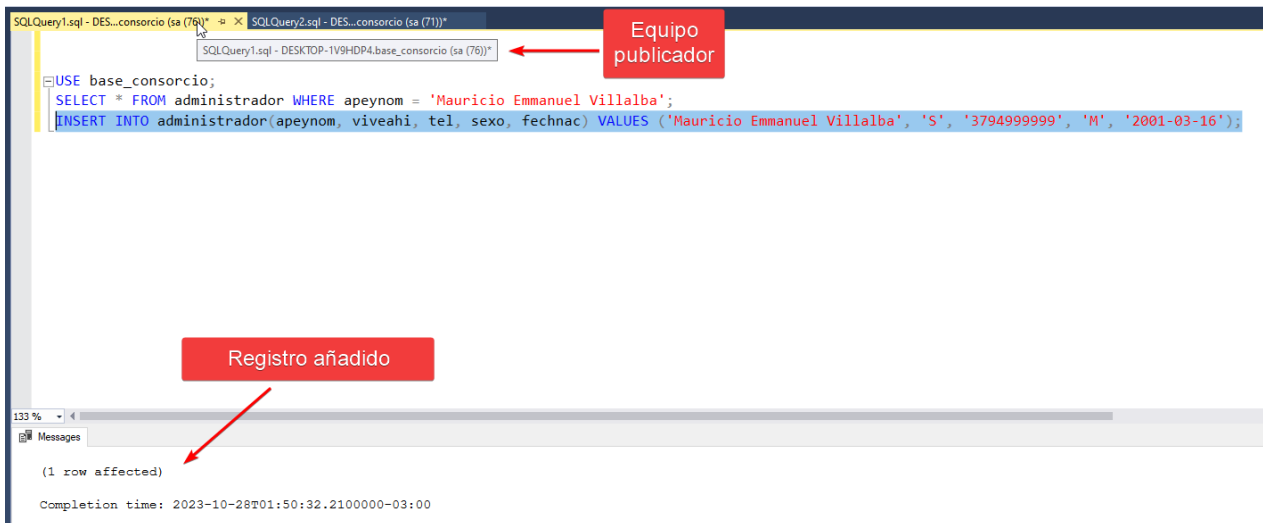 SQLQuery1.sql - DES...consorcio (sa (76))*
SQLQuery2.sql - DES...consorcio (sa (71))*
SQLQuery1.sql - DESKTOP-1V9HDP4.base_consorcio (sa (76))*
Equipo
publicador
USE base_consorcio;
SELECT * FROM administrador WHERE apeynom = 'Mauricio Emmanuel Villalba';
INSERT INTO administrador(apeynom, viveahi, tel, sexo, fechnac) VALUES ('Mauricio Emmanuel Villalba', 'S', '3794999999', 'M', '2001-03-16');
Registro añadido
133 %
Messages
(1 row affected)
Completion time: 2023-10-28T01:50:32.2100000-03:00